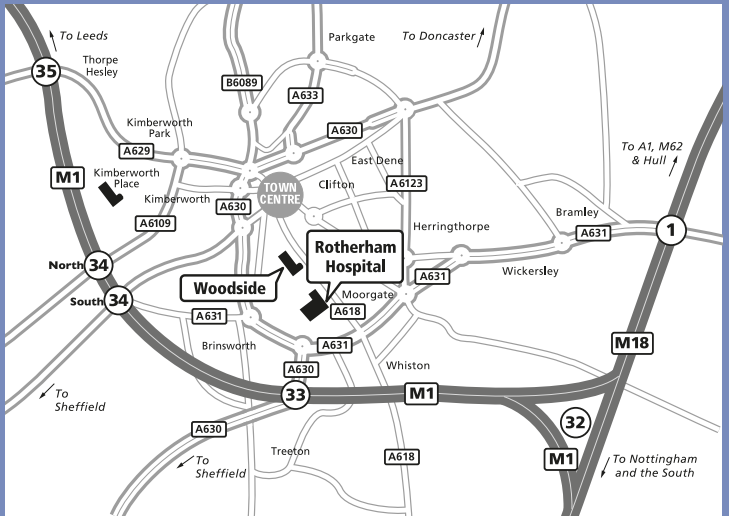 To Leeds
Parkgate
To Doncaster
Thorpe
Hesley
35
B6089
A633
Kimberworth
Park
A630
To A1, M62
& Hull
A629
East Dene
M1
Kimberworth
Place
TOWN
CENTRE
Clifton
A6123
Kimberworth
A630
A6109
Bramley
Herringthorpe
A631
1
Rotherham
Hospital
North
34
Wickersley
Woodside
A631
South
34
Moorgate
A618
A631
Brinsworth
A631
M18
A630
Whiston
33
M1
To
Sheffield
32
A630
Treeton
To
Sheffield
A618
M1
To Nottingham
and the South